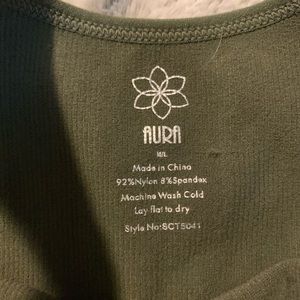 AURA
M/L
Made in China
92%Nylon 8%Spandex
Machine Wash Cold
Lay flat to dry
Style No:SCT5041